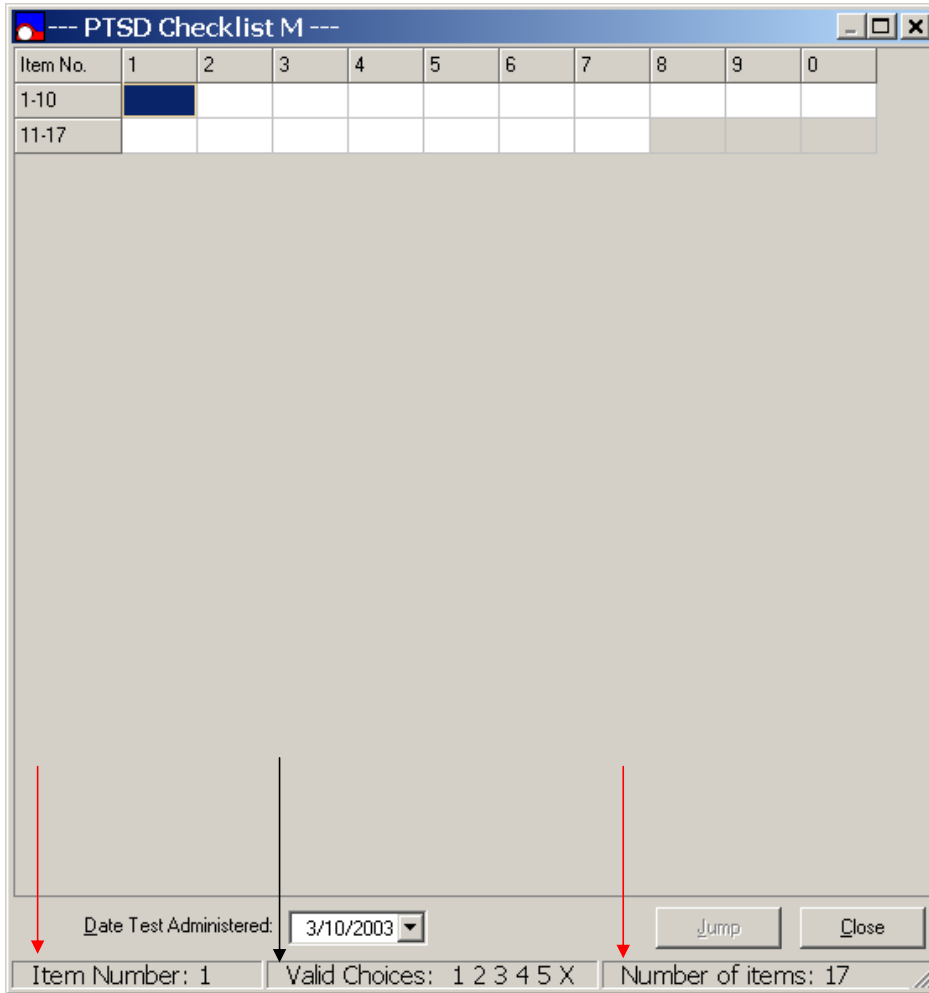 --- PTSD Checklist M ---
Item No. 1 2 3 4 5 6 7 8 9 0
1-10
11-17
Date Test Administered: 3/10/2003 Jump Close
Item Number: 1 Valid Choices: 1 2 3 4 5 X Number of items: 17